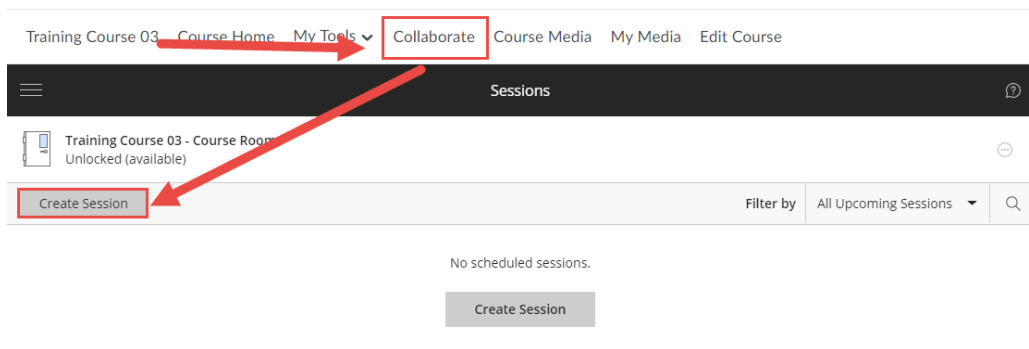 Training Course 03 Course Home My Tools Collaborate Course Media My Media Edit Course
Sessions
Training Course 03 - Course Room
Unlocked (available)
Create Session Filter by All Upcoming Sessions
No scheduled sessions.
Create Session